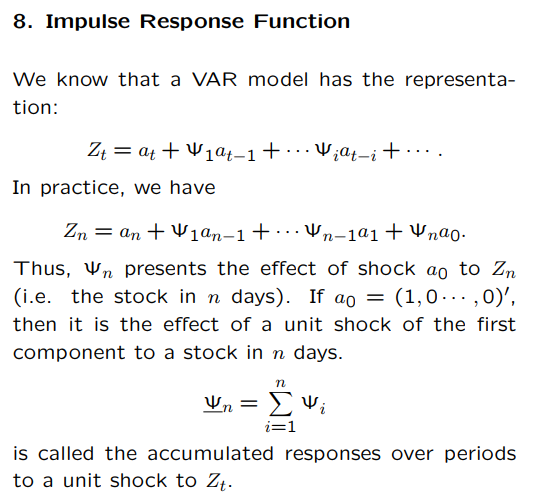 8. Impulse Response Function
We know that a VAR model has the representa-
tion:
Z_t = a_t + Ψ_1a_{t−1} + ··· Ψ_ia_{t−i} + ··· .
In practice, we have
Z_n = a_n + Ψ_1a_{n−1} + ··· Ψ_{n−1}a_1 + Ψ_na_0.
Thus, Ψ_n presents the effect of shock a_0 to Z_n
(i.e. the stock in n days). If a_0 = (1, 0 ··· , 0)′,
then it is the effect of a unit shock of the first
component to a stock in n days.
\underline{Ψ}_n = \sum_{i=1}^{n} Ψ_i
is called the accumulated responses over periods
to a unit shock to Z_t.